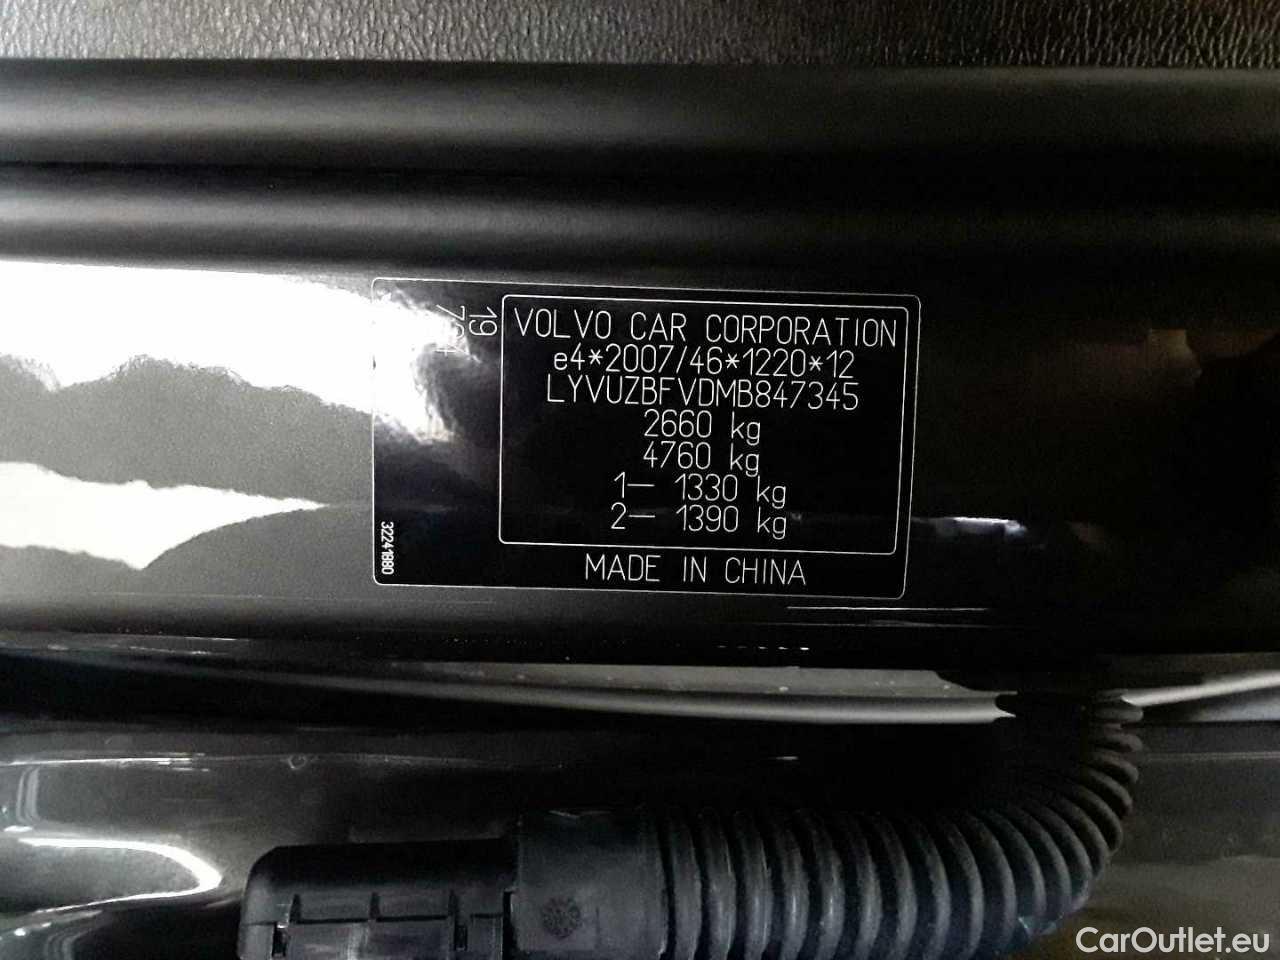 VOLVO CAR CORPORATION
e4*2007/46*1220*12
LYVUZBFVDMB847345
2660 kg
4760 kg
1— 1330 kg
2— 1390 kg
MADE IN CHINA
19
32241880
CarOutlet.eu